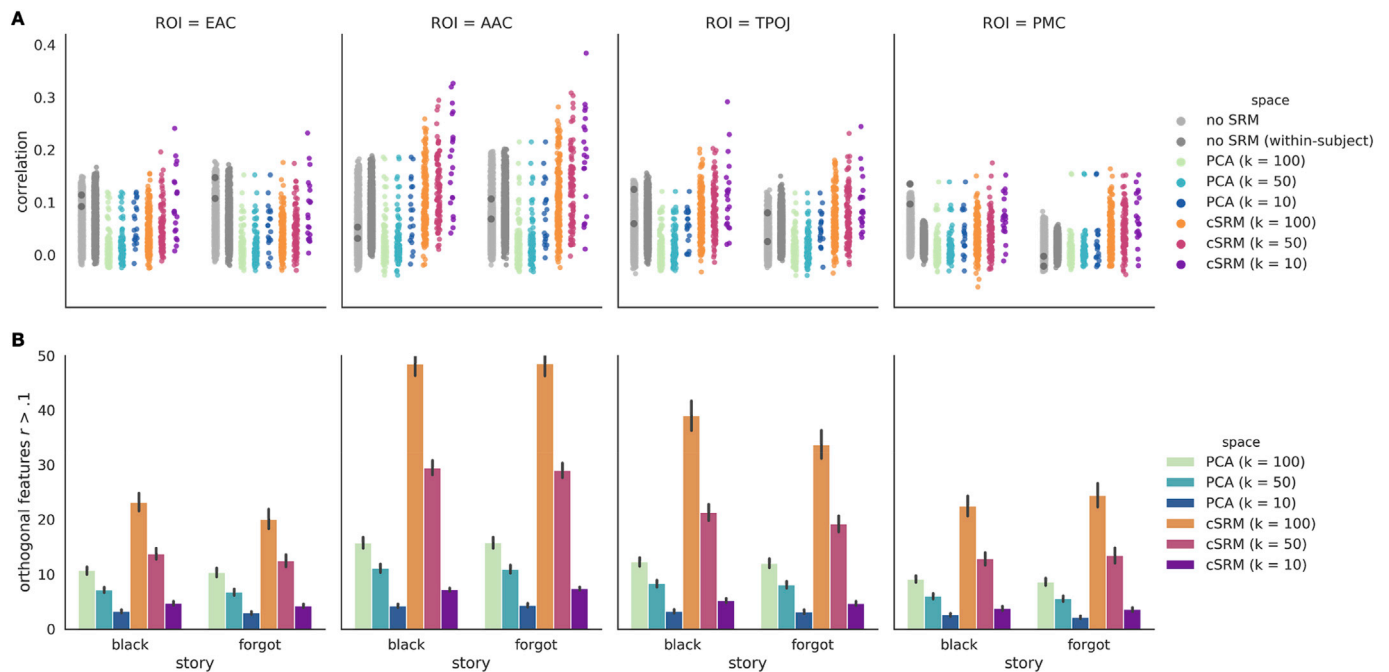 A
ROI = EAC
ROI = AAC
ROI = TPOJ
ROI = PMC
correlation
0.4
0.3
0.2
0.1
0.0
space
no SRM
no SRM (within-subject)
PCA (k = 100)
PCA (k = 50)
PCA (k = 10)
cSRM (k = 100)
cSRM (k = 50)
cSRM (k = 10)
B
orthogonal features r > .1
50
40
30
20
10
0
black
forgot
story
black
forgot
story
black
forgot
story
black
forgot
story
space
PCA (k = 100)
PCA (k = 50)
PCA (k = 10)
cSRM (k = 100)
cSRM (k = 50)
cSRM (k = 10)